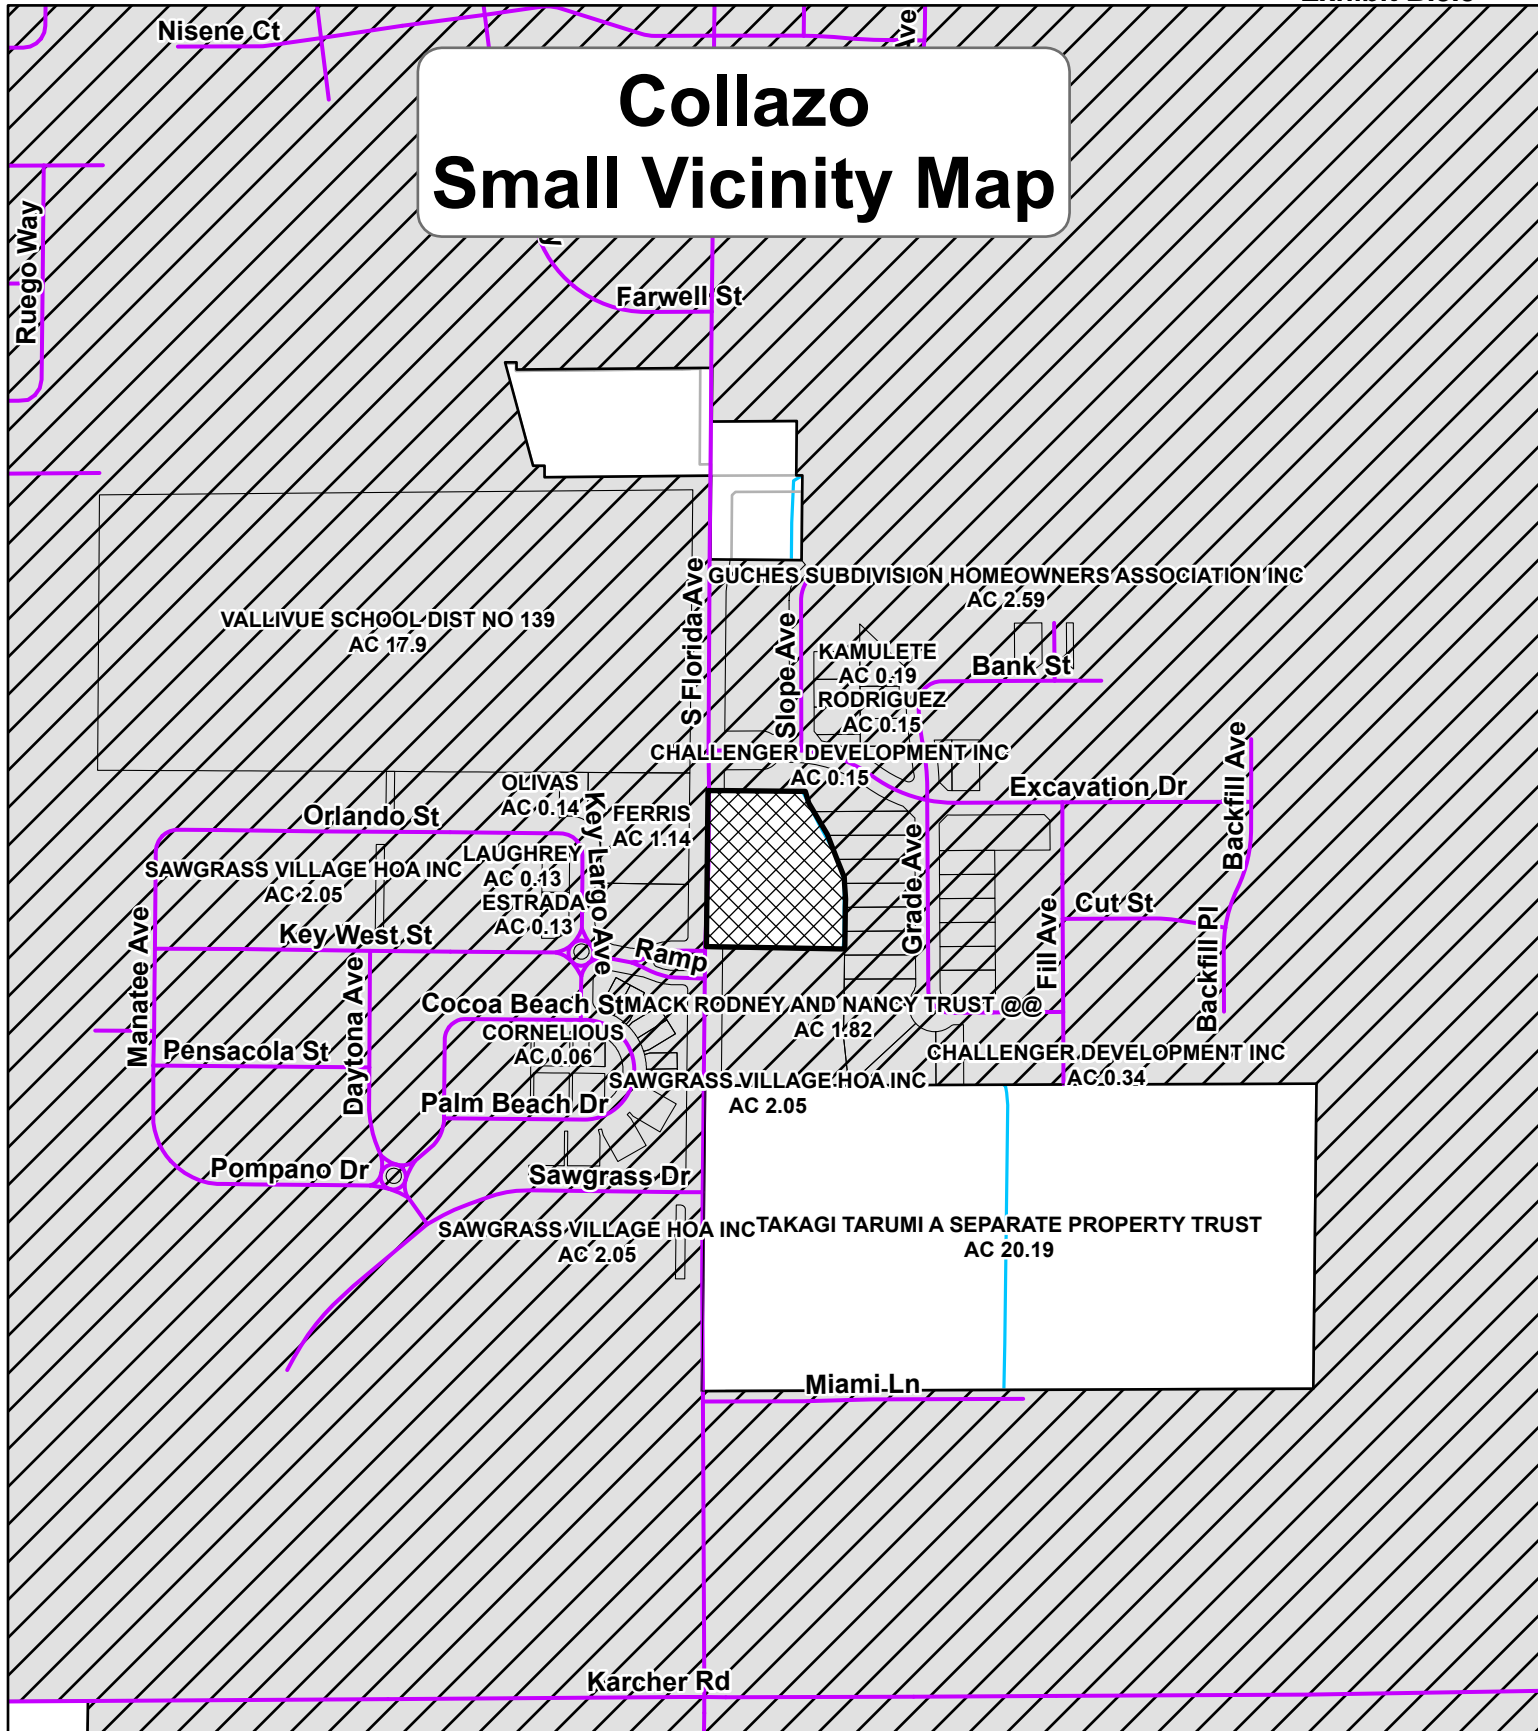 Nisene Ct
Ave
Collazo
Small Vicinity Map
Ruego Way
Farwell St
S Florida Ave
GUCHES SUBDIVISION HOMEOWNERS ASSOCIATION INC
AC 2.59
VALLIVUE SCHOOL DIST NO 139
AC 17.9
Slope Ave
KAMULETE
AC 0.19
RODRIGUEZ
AC 0.15
Bank St
CHALLENGER DEVELOPMENT INC
AC 0.15
Backfill Ave
Excavation Dr
OLIVAS
AC 0.14
Key Largo Ave
FERRIS
AC 1.14
Orlando St
LAUGHREY
AC 0.13
ESTRADA
AC 0.13
SAWGRASS VILLAGE HOA INC
AC 2.05
Grade Ave
Fill Ave
Cut St
Backfill Pl
Manatee Ave
Key West St
Ramp
Daytona Ave
Cocoa Beach St
MACK RODNEY AND NANCY TRUST @@
AC 1.82
CORNELIOUS
AC 0.06
Pensacola St
CHALLENGER DEVELOPMENT INC
AC 0.34
SAWGRASS VILLAGE HOA INC
AC 2.05
Palm Beach Dr
Pompano Dr
Sawgrass Dr
SAWGRASS VILLAGE HOA INC
AC 2.05
TAKAGI TARUMI A SEPARATE PROPERTY TRUST
AC 20.19
Miami Ln
Karcher Rd